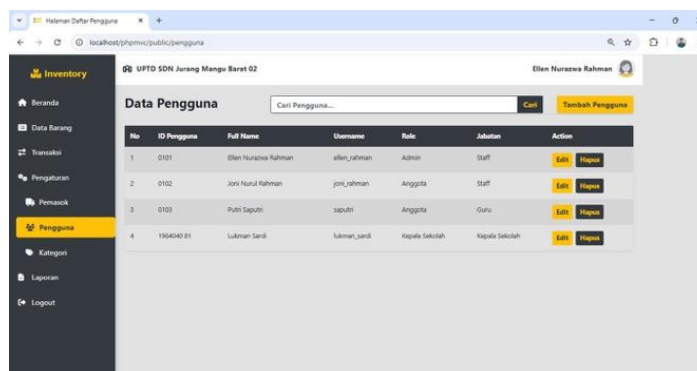 Halaman Daftar Pengguna
localhost/phpmvc/public/pengguna
Inventory
UPTD SDN Jurang Mangu Barat 02
Ellen Nurazwa Rahman
Beranda
Data Barang
Transaksi
Pengaturan
Pemasok
Pengguna
Kategori
Laporan
Logout
Data Pengguna
Cari Pengguna...
Cari
Tambah Pengguna
No ID Pengguna Full Name Username Role Jabatan Action
1 0101 Ellen Nurazwa Rahman ellen_rahman Admin Staff Edit Hapus
2 0102 Joni Nurul Rahman joni_rahman Anggota Staff Edit Hapus
3 0103 Putri Saputri saputri Anggota Guru Edit Hapus
4 1964040 81 Lukman Sardi lukman_sardi Kepala Sekolah Kepala Sekolah Edit Hapus